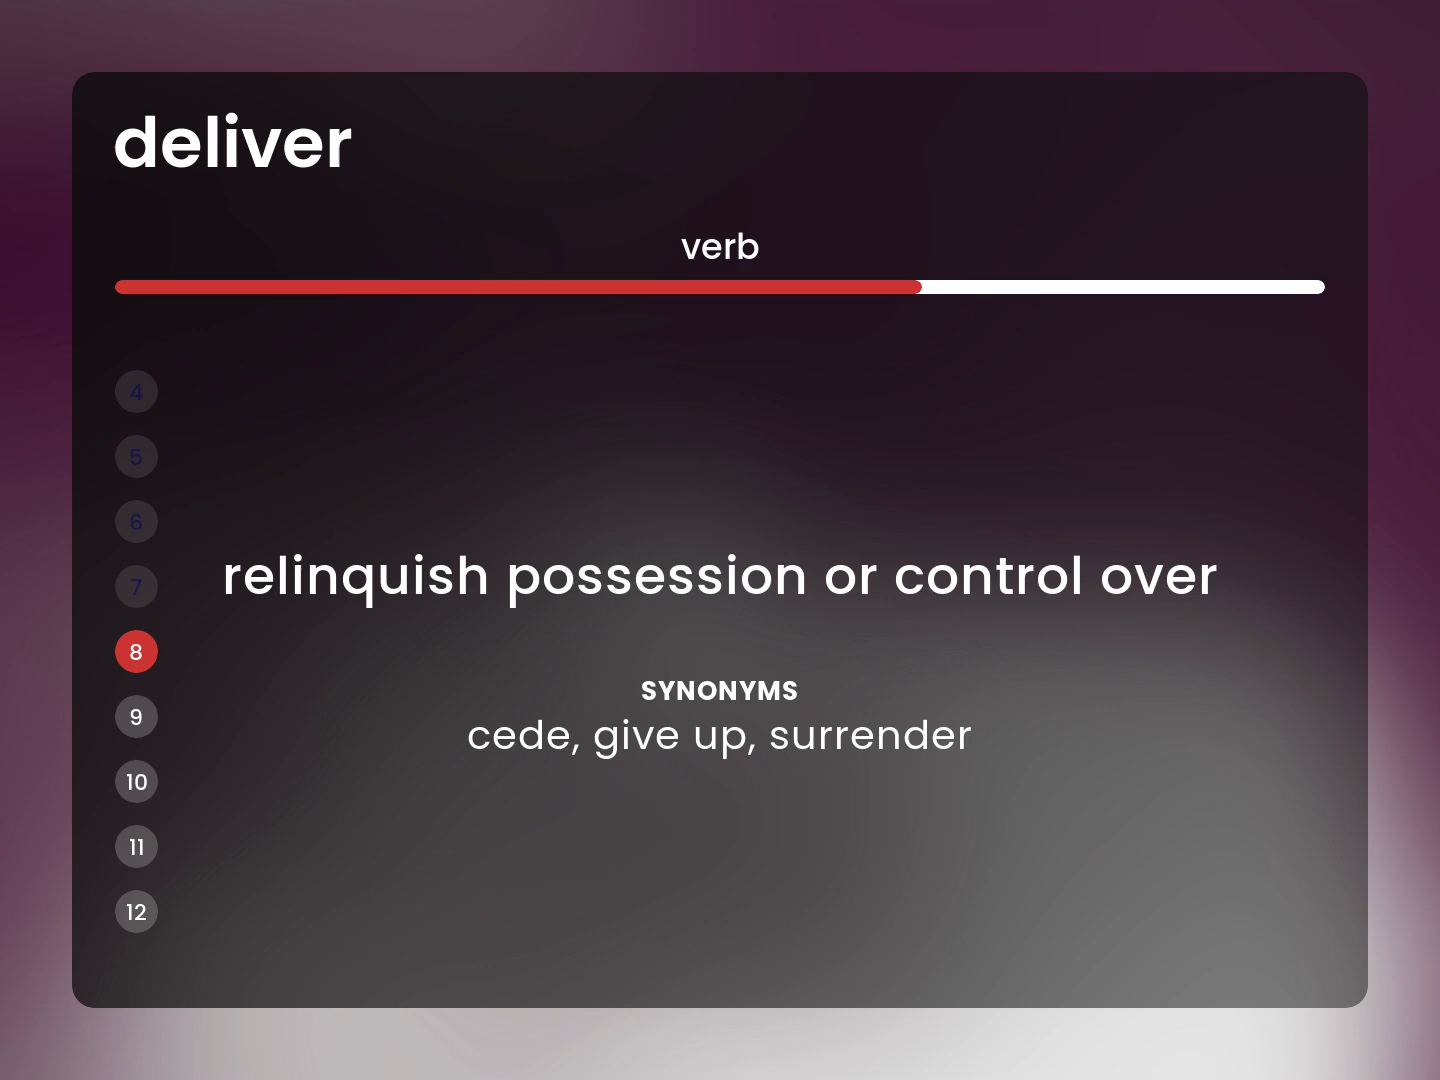 deliver
verb
4
5
6
7
relinquish possession or control over
8
SYNONYMS
9
cede, give up, surrender
10
11
12